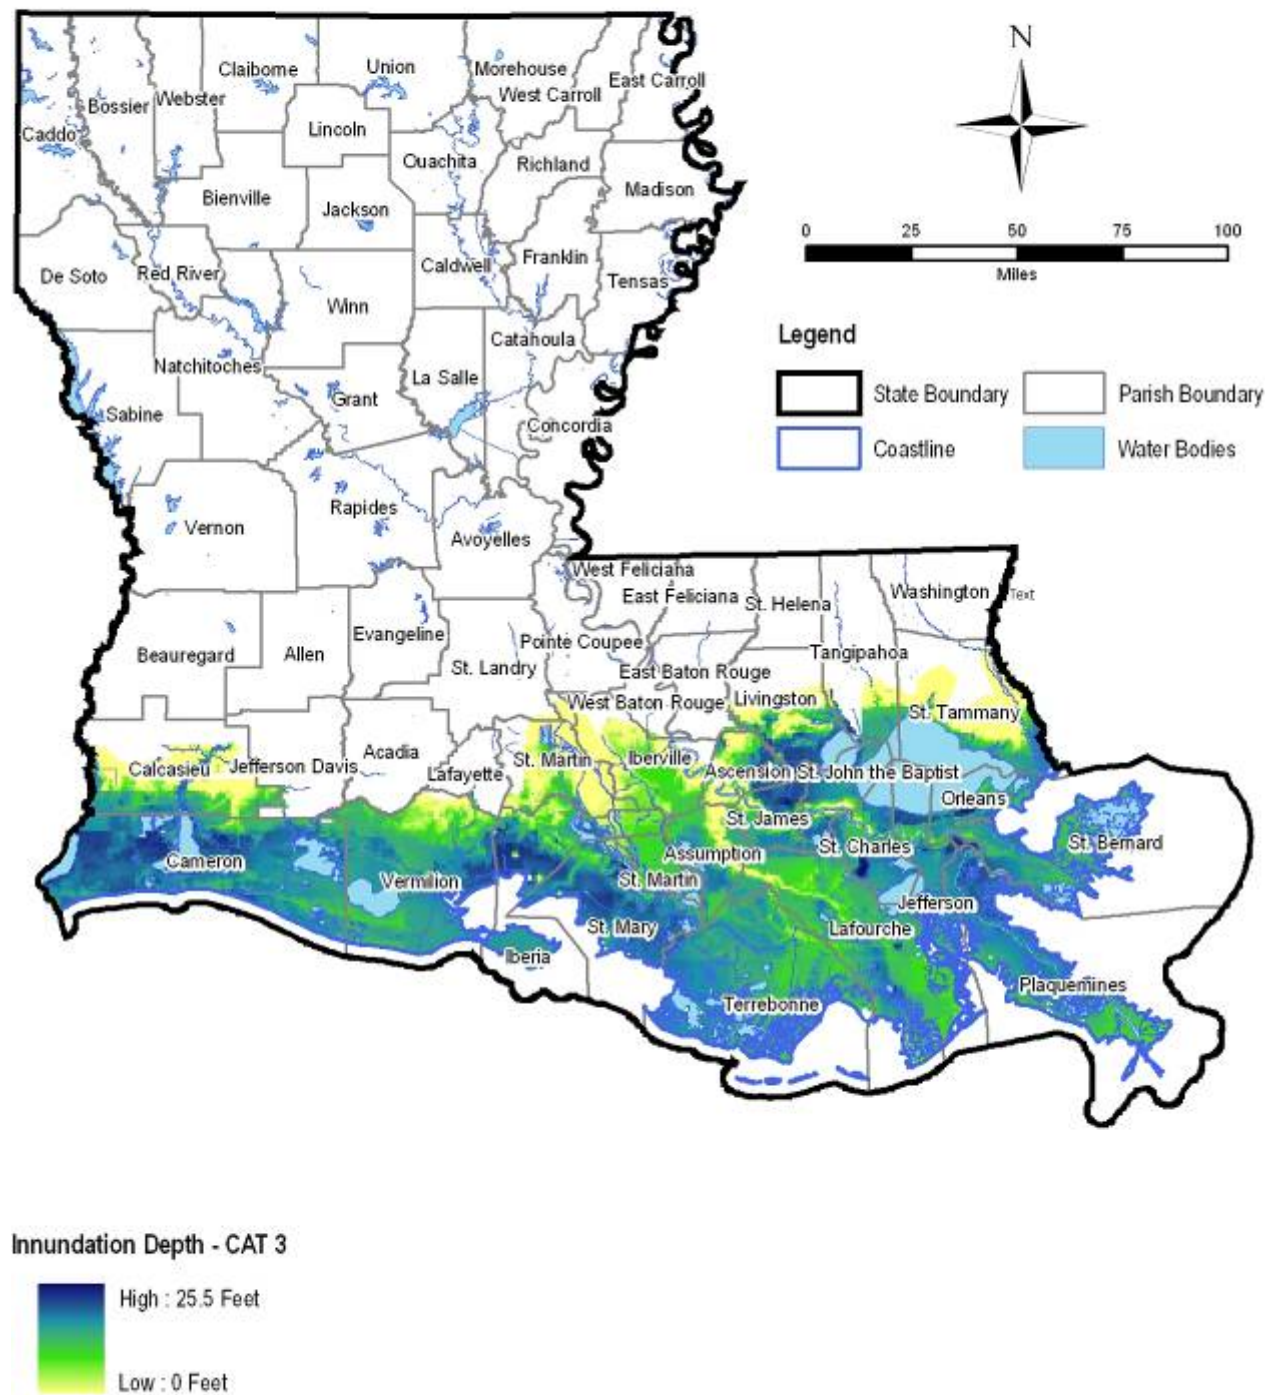 N
0 25 50 75 100
Miles
Legend
State Boundary
Parish Boundary
Coastline
Water Bodies
Claiborne
Union
Morehouse
East Carroll
West Carroll
Webster
Bossier
Caddo
Lincoln
Ouachita
Richland
Madison
Bienville
Jackson
De Soto
Red River
Caldwell
Franklin
Tensas
Winn
Catahoula
Natchitoches
La Salle
Grant
Sabine
Concordia
Rapides
Vernon
Avoyelles
West Feliciana
East Feliciana
St. Helena
Washington
Text
Evangeline
Pointe Coupee
Beauregard
Allen
Tangipahoa
St. Landry
East Baton Rouge
West Baton Rouge
Livingston
St. Tammany
Acadia
Calcasieu
Jefferson Davis
Lafayette
St. Martin
Iberville
Ascension
St. John the Baptist
Orleans
St. James
St. Charles
St. Bernard
Cameron
Assumption
Vermilion
St. Martin
Jefferson
St. Mary
Lafourche
Iberia
Plaquemines
Terrebonne
Innundation Depth - CAT 3
High : 25.5 Feet
Low : 0 Feet